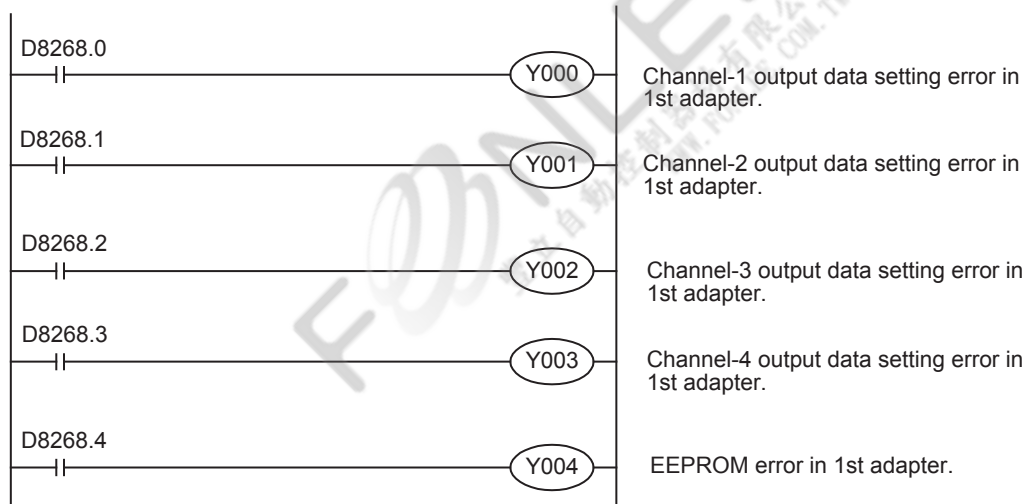 D8268.0
Y000
Channel-1 output data setting error in
1st adapter.
D8268.1
Y001
Channel-2 output data setting error in
1st adapter.
D8268.2
Y002
Channel-3 output data setting error in
1st adapter.
D8268.3
Y003
Channel-4 output data setting error in
1st adapter.
D8268.4
Y004
EEPROM error in 1st adapter.